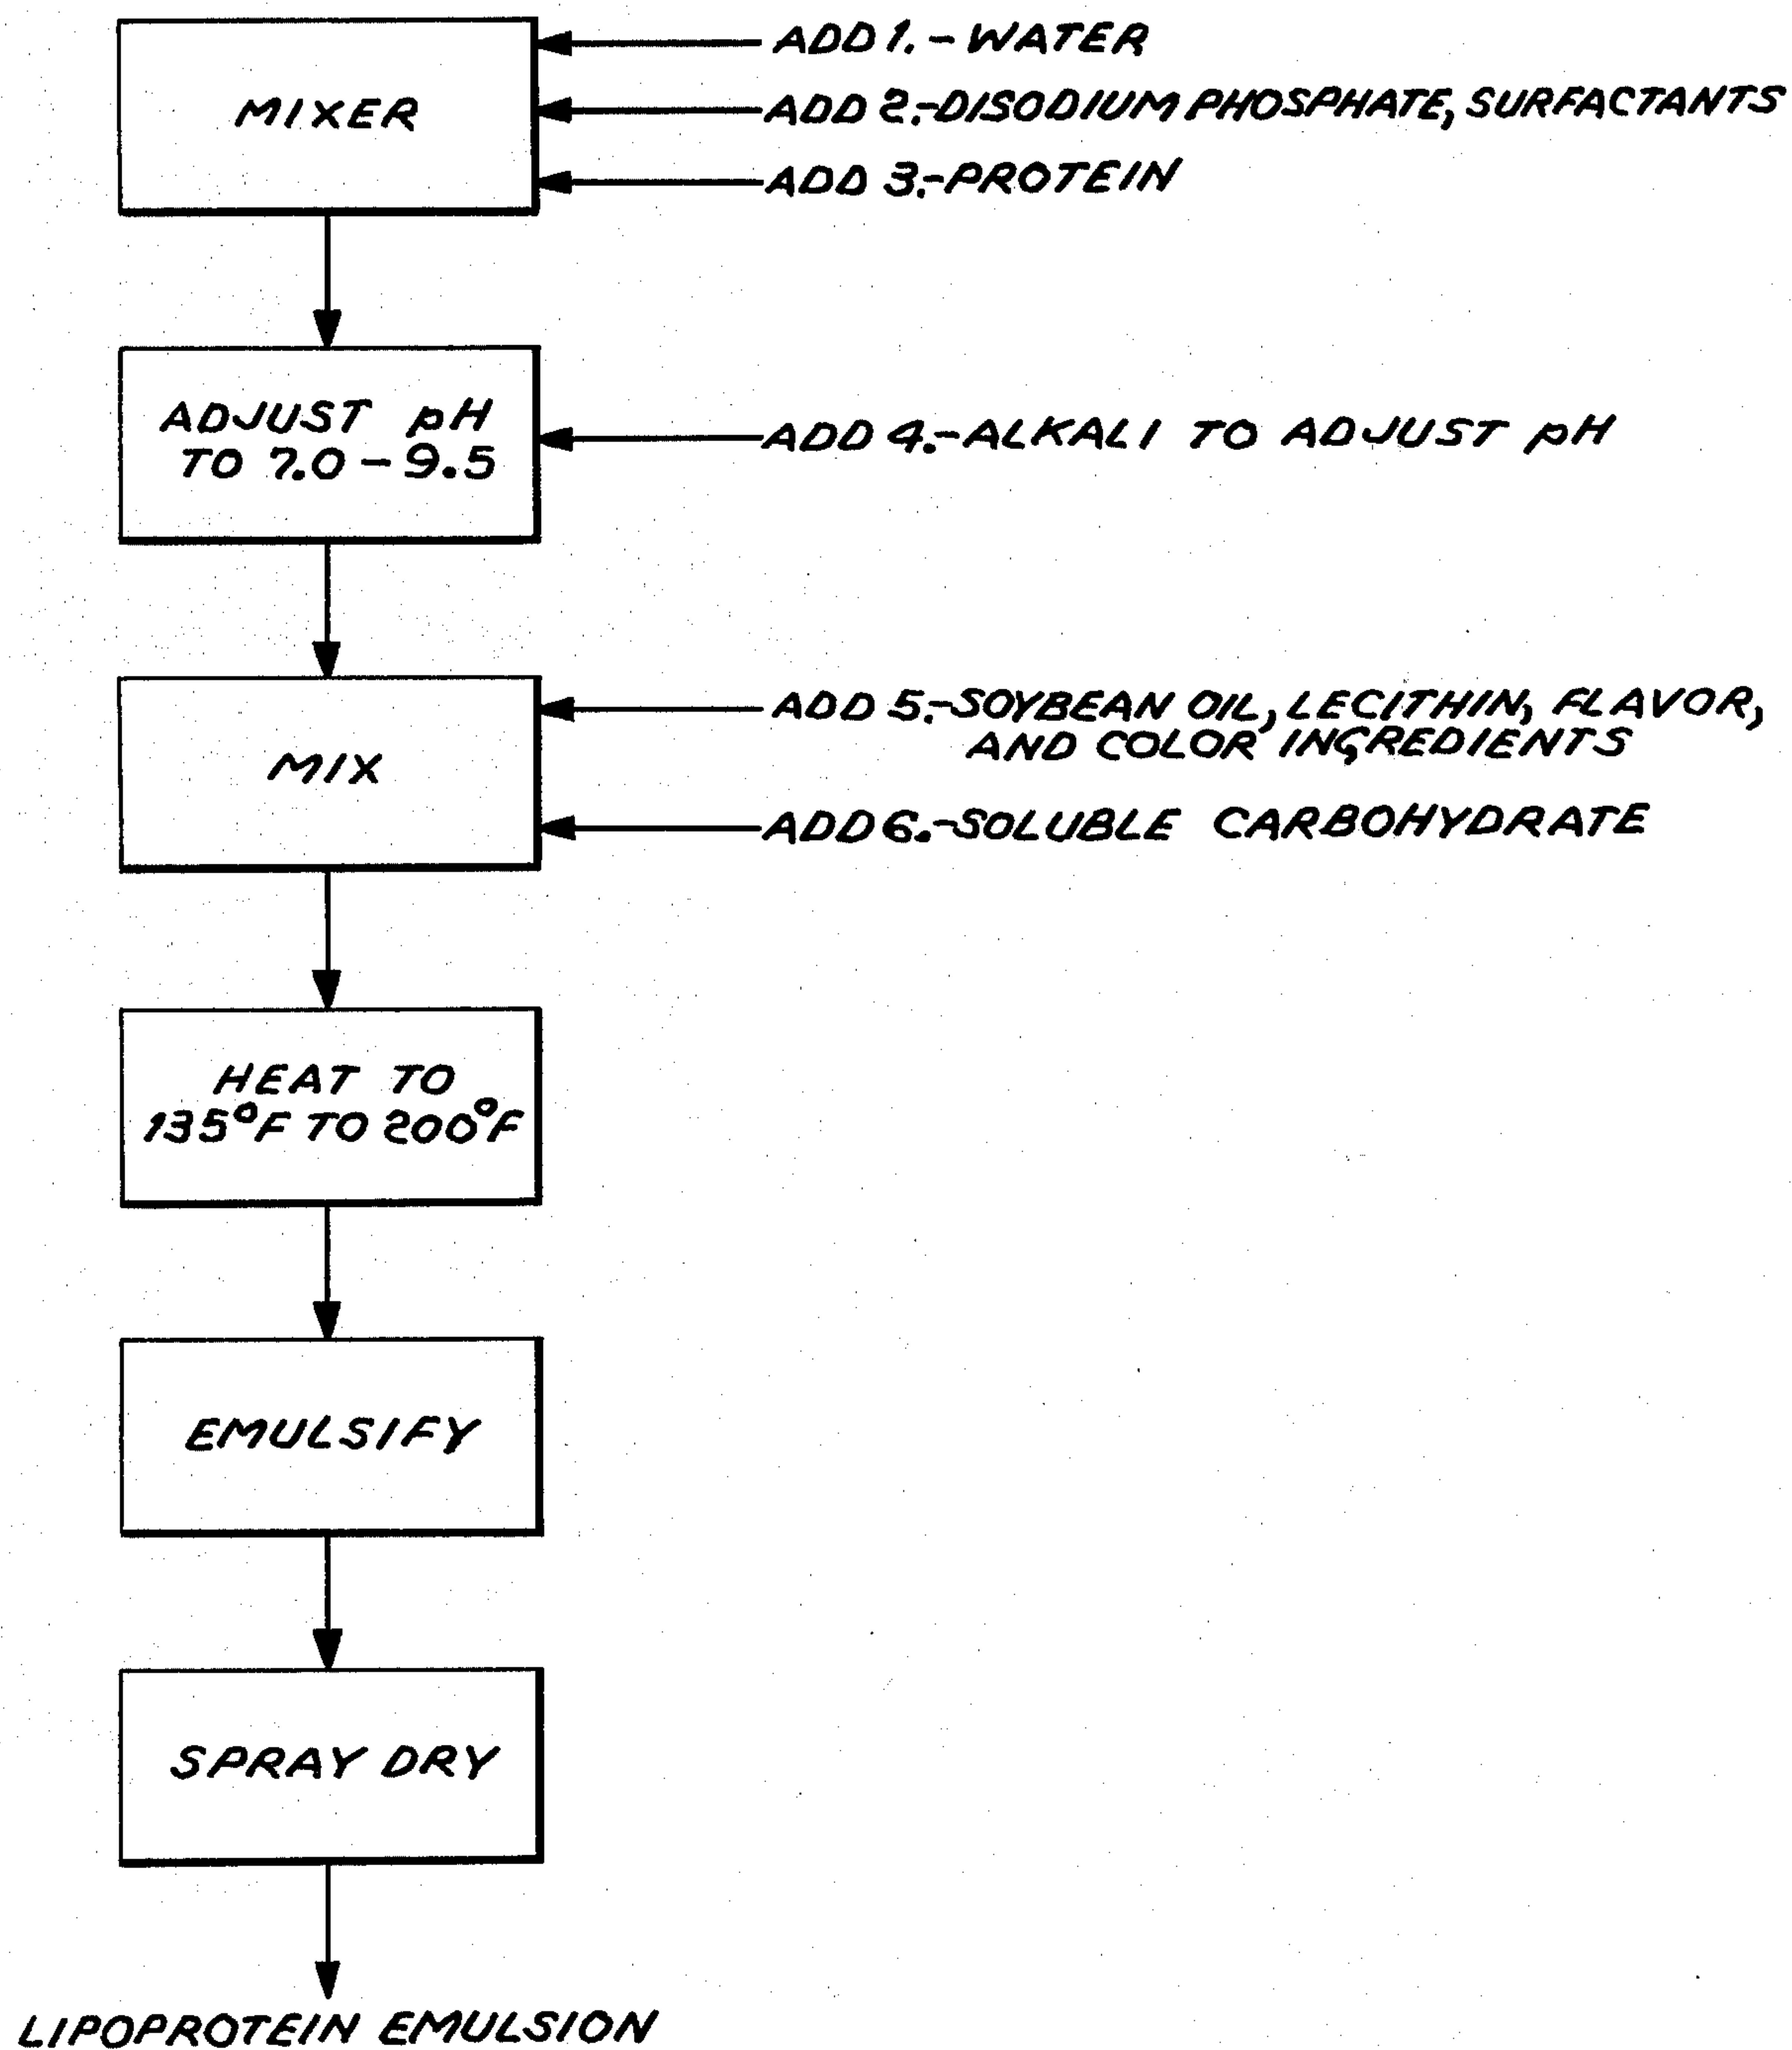 MIXER
ADD 1.-WATER
ADD 2.-DISODIUM PHOSPHATE, SURFACTANTS
ADD 3.-PROTEIN
ADJUST pH
TO 7.0-9.5
ADD 4.-ALKALI TO ADJUST pH
MIX
ADD 5.-SOYBEAN OIL, LECITHIN, FLAVOR,
AND COLOR INGREDIENTS
ADD 6.-SOLUBLE CARBOHYDRATE
HEAT TO
135°F TO 200°F
EMULSIFY
SPRAY DRY
LIPOPROTEIN EMULSION